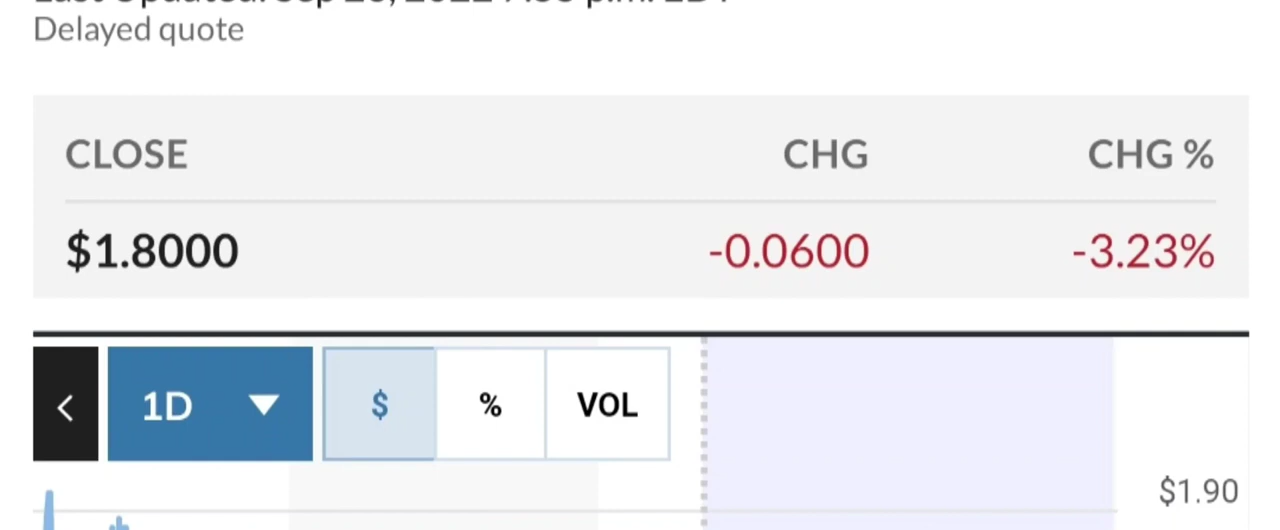 Delayed quote
CLOSE CHG CHG %
$1.8000 -0.0600 -3.23%
1D $ % VOL
$1.90